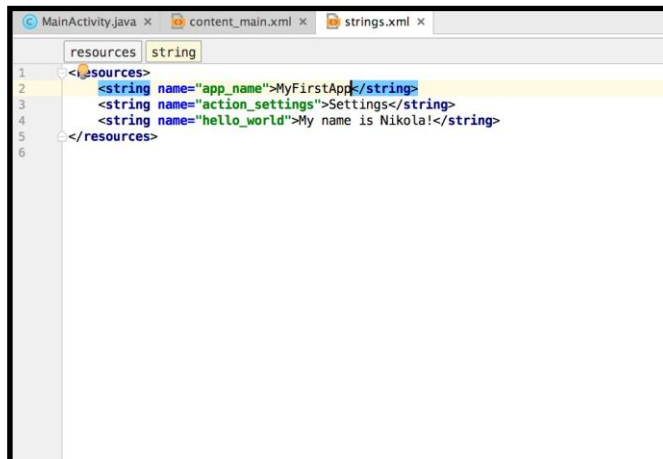 MainActivity.java × content_main.xml × strings.xml ×
resources string
1 <resources>
2 <string name="app_name">MyFirstApp</string>
3 <string name="action_settings">Settings</string>
4 <string name="hello_world">My name is Nikola!</string>
5 </resources>
6